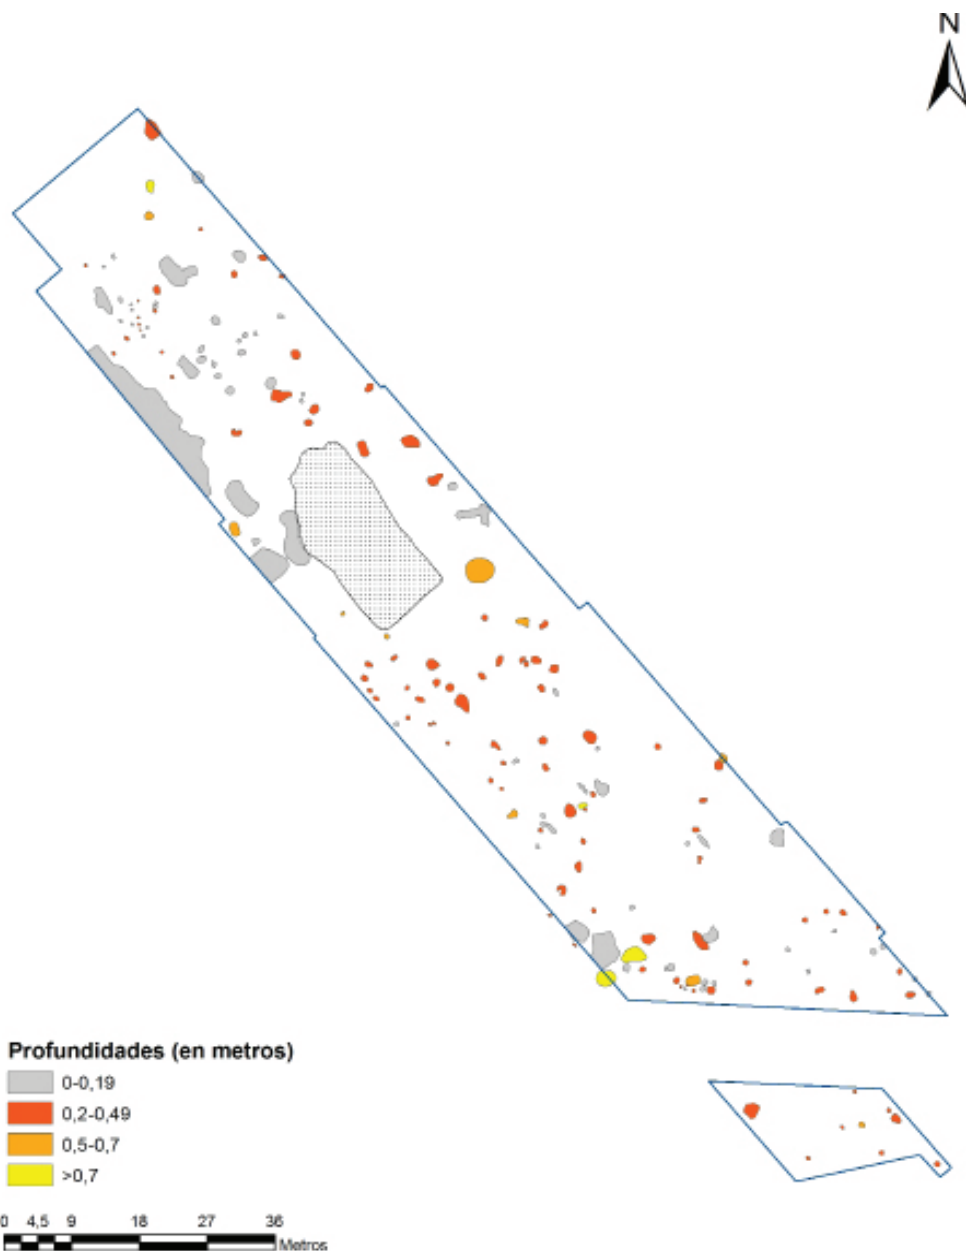 N
Profundidades (en metros)
0-0,19
0,2-0,49
0,5-0,7
>0,7
0 4,5 9 18 27 36
Metros